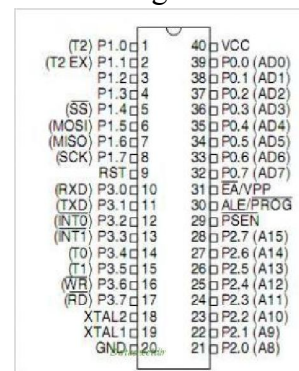 (T2) P1.0 1 40 VCC
(T2 EX) P1.1 2 39 P0.0 (AD0)
P1.2 3 38 P0.1 (AD1)
P1.3 4 37 P0.2 (AD2)
(SS) P1.4 5 36 P0.3 (AD3)
(MOSI) P1.5 6 35 P0.4 (AD4)
(MISO) P1.6 7 34 P0.5 (AD5)
(SCK) P1.7 8 33 P0.6 (AD6)
RST 9 32 P0.7 (AD7)
(RXD) P3.0 10 31 EA/VPP
(TXD) P3.1 11 30 ALE/PROG
(INT0) P3.2 12 29 PSEN
(INT1) P3.3 13 28 P2.7 (A15)
(T0) P3.4 14 27 P2.6 (A14)
(T1) P3.5 15 26 P2.5 (A13)
(WR) P3.6 16 25 P2.4 (A12)
(RD) P3.7 17 24 P2.3 (A11)
XTAL2 18 23 P2.2 (A10)
XTAL1 19 22 P2.1 (A9)
GND 20 21 P2.0 (A8)